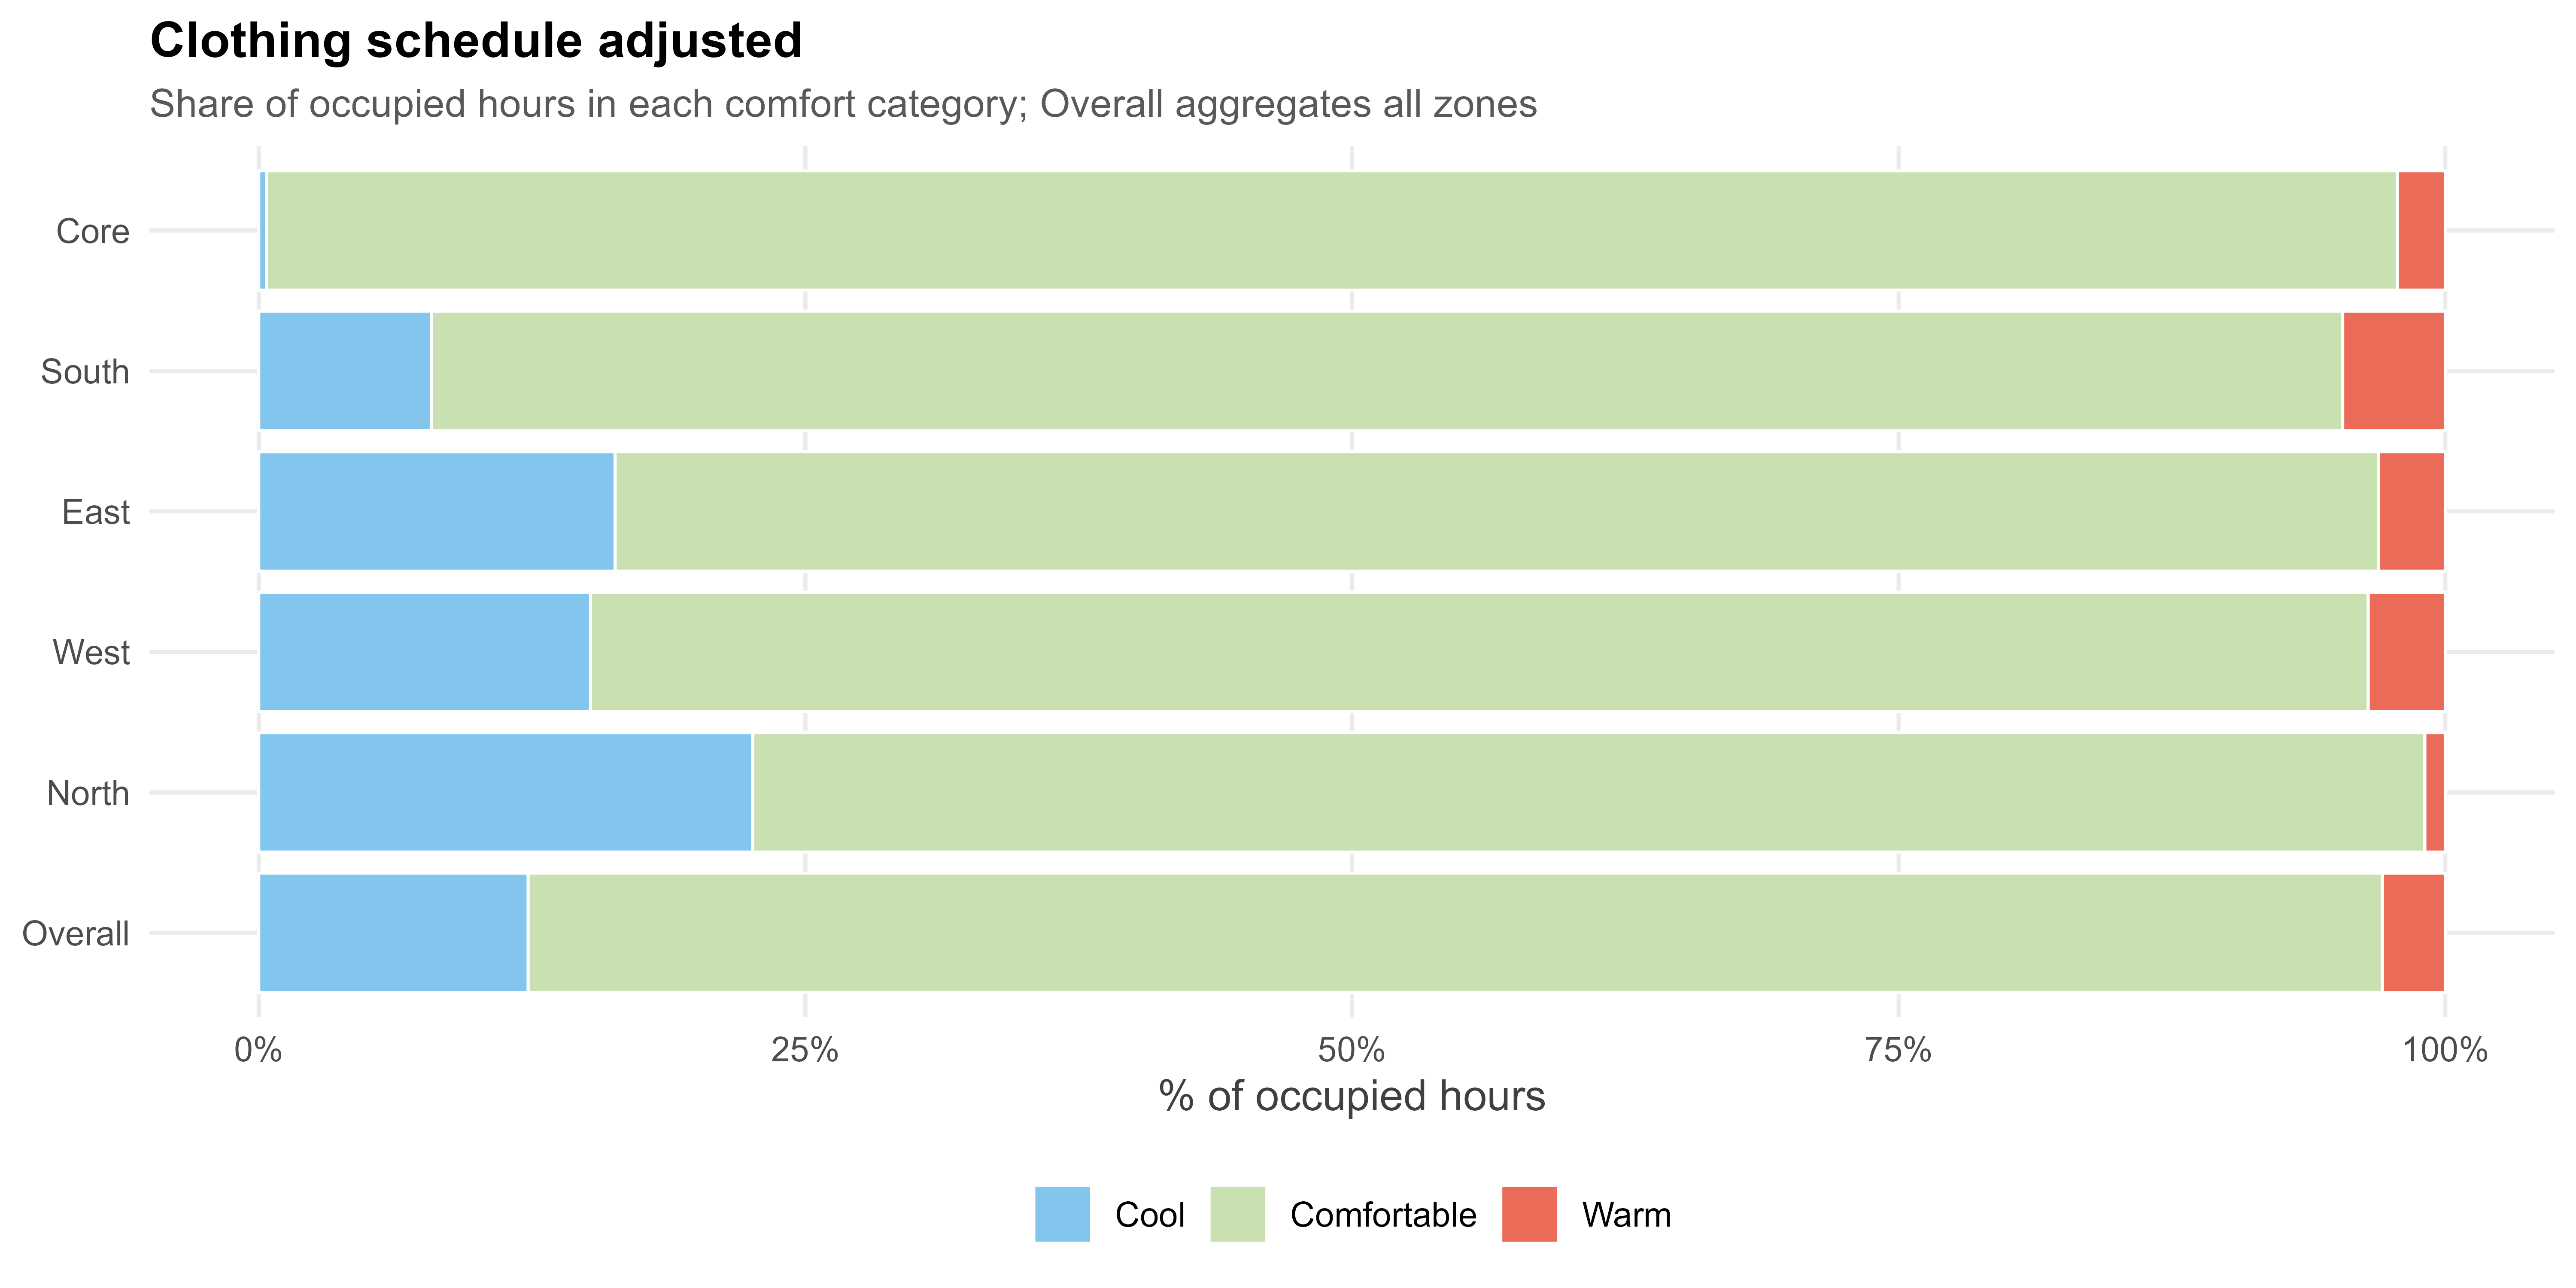 Clothing schedule adjusted
Share of occupied hours in each comfort category; Overall aggregates all zones
Core
South
East
West
North
Overall
0% 25% 50% 75% 100%
% of occupied hours
Cool Comfortable Warm